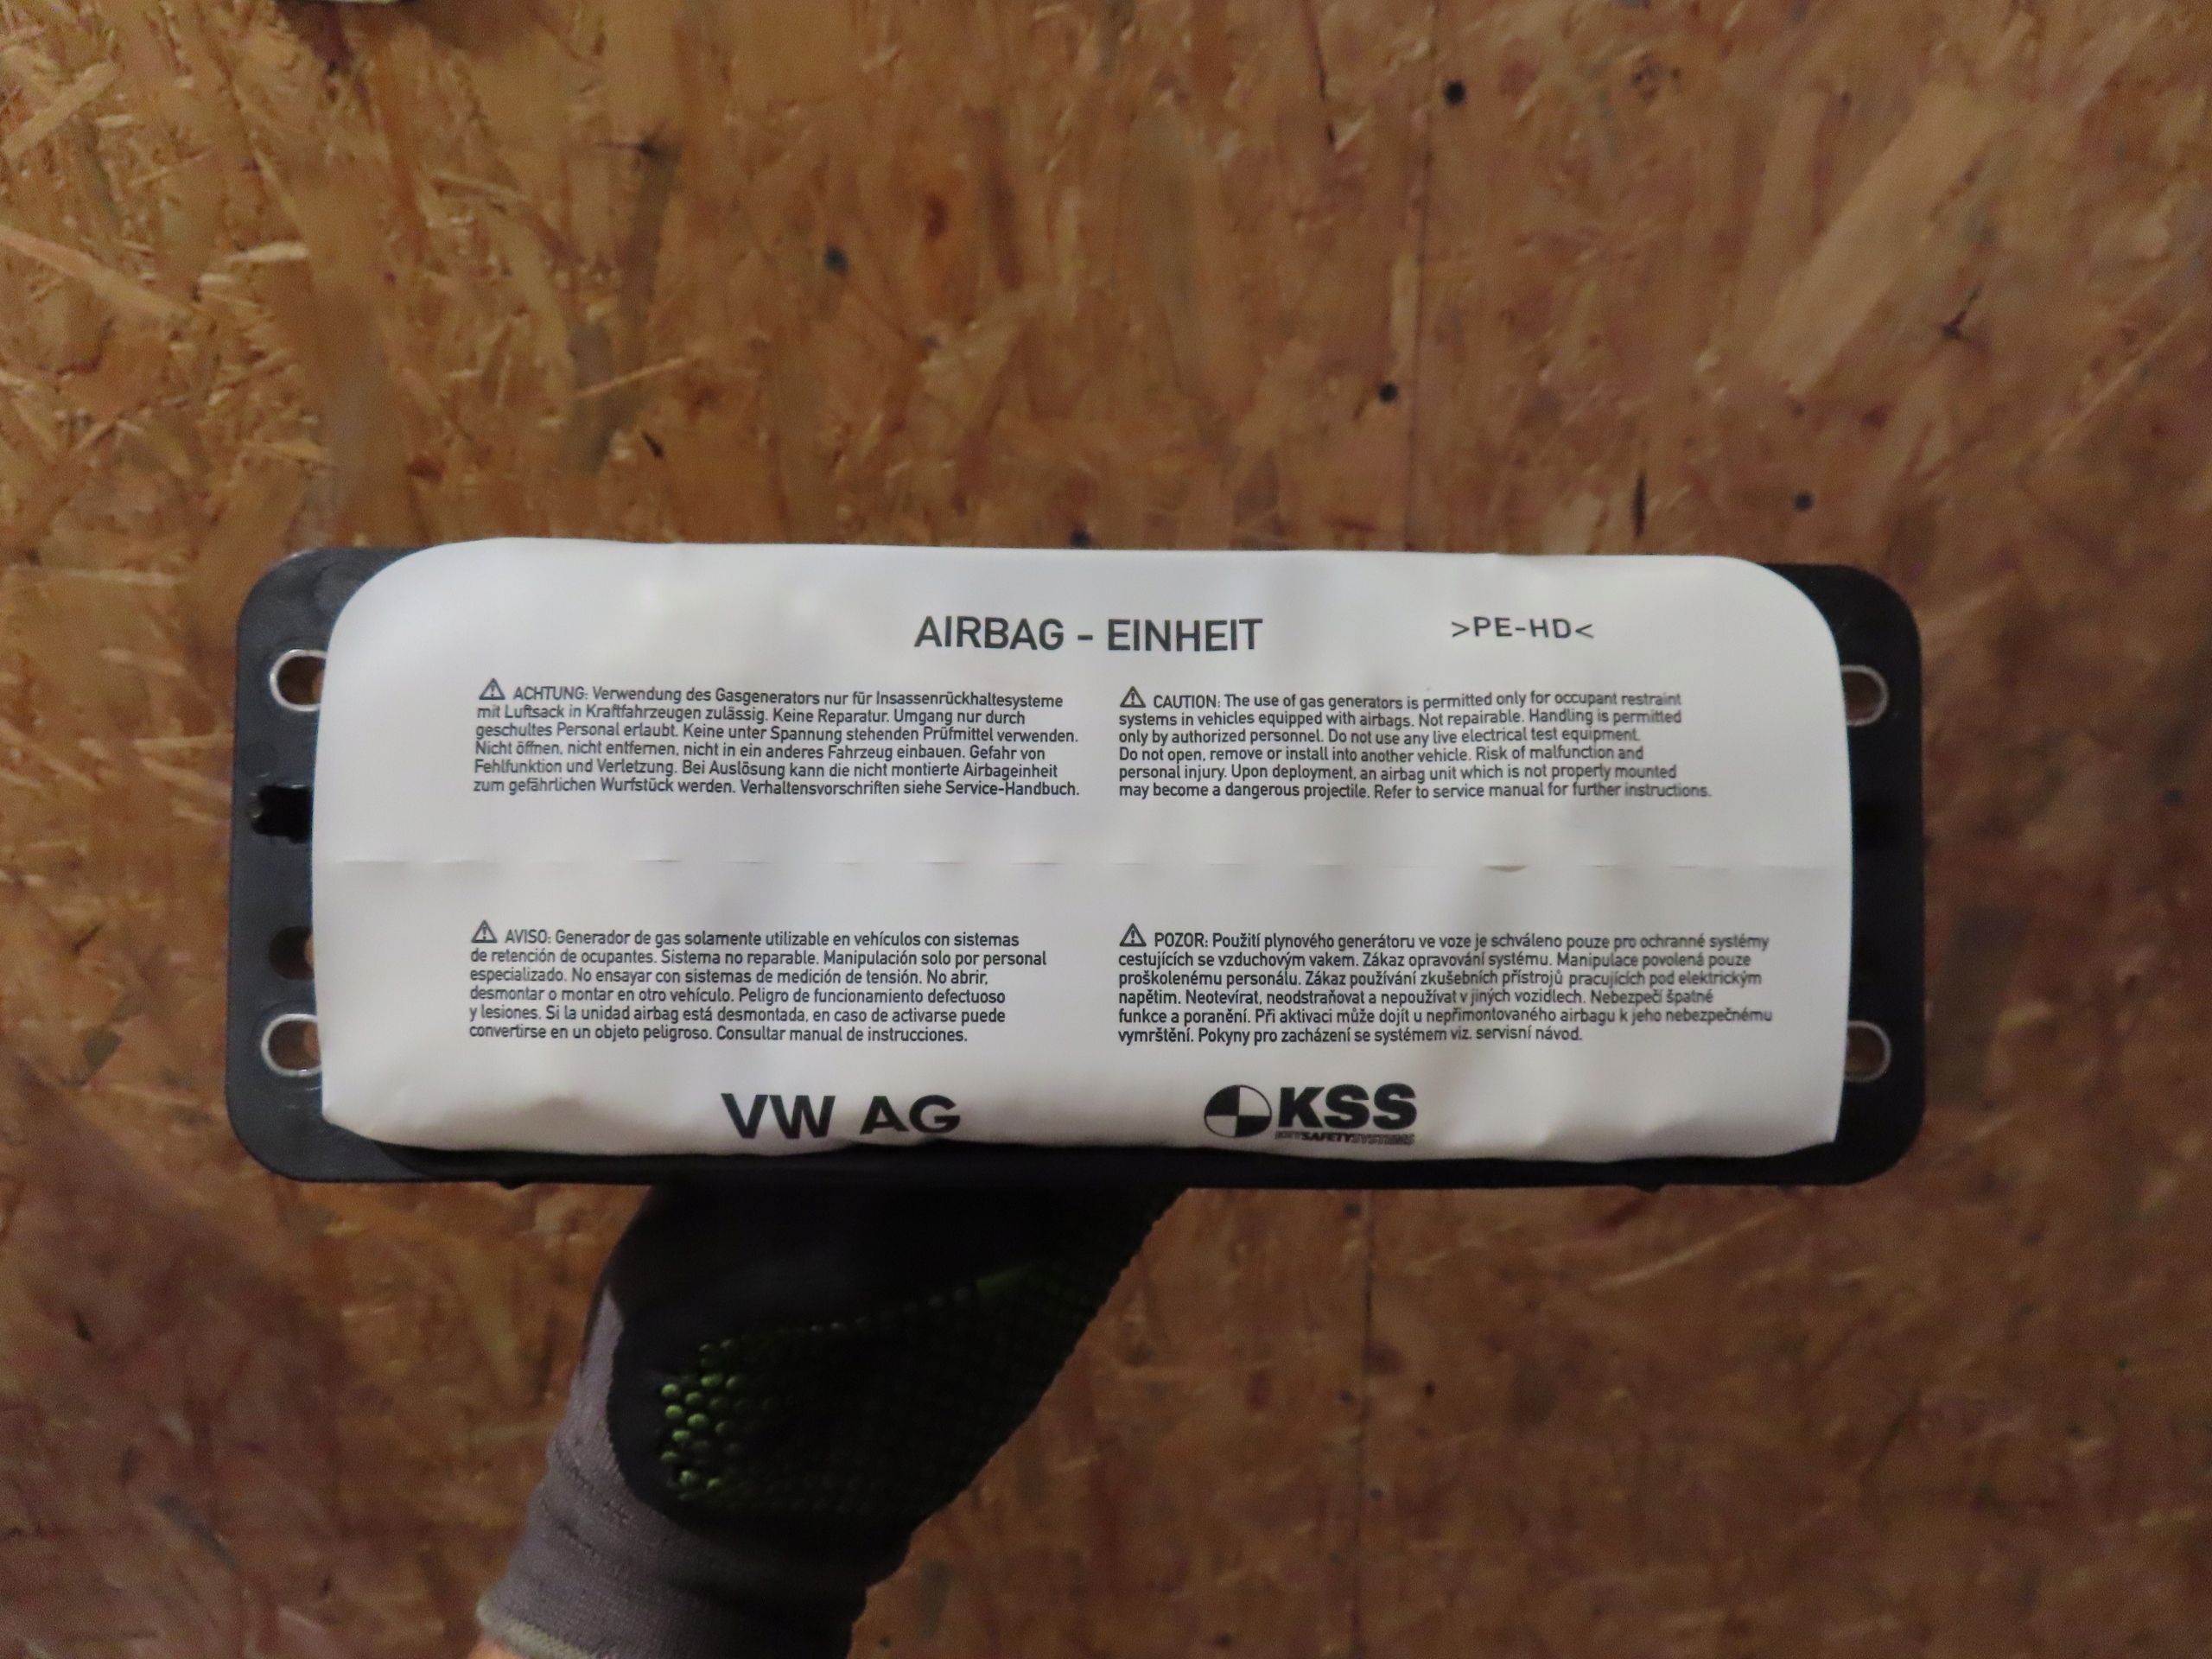 AIRBAG - EINHEIT
>PE-HD<
⚠ ACHTUNG: Verwendung des Gasgenerators nur für Insassenrückhaltesysteme
mit Luftsack in Kraftfahrzeugen zulässig. Keine Reparatur. Umgang nur durch
geschultes Personal erlaubt. Keine unter Spannung stehenden Prüfmittel verwenden.
Nicht öffnen, nicht entfernen, nicht in ein anderes Fahrzeug einbauen. Gefahr von
Fehlfunktion und Verletzung. Bei Auslösung kann die nicht montierte Airbageinheit
zum gefährlichen Wurfstück werden. Verhaltensvorschriften siehe Service-Handbuch.
⚠ CAUTION: The use of gas generators is permitted only for occupant restraint
systems in vehicles equipped with airbags. Not repairable. Handling is permitted
only by authorized personnel. Do not use any live electrical test equipment.
Do not open, remove or install into another vehicle. Risk of malfunction and
personal injury. Upon deployment, an airbag unit which is not properly mounted
may become a dangerous projectile. Refer to service manual for further instructions.
⚠ AVISO: Generador de gas solamente utilizable en vehículos con sistemas
de retención de ocupantes. Sistema no reparable. Manipulación solo por personal
especializado. No ensayar con sistemas de medición de tensión. No abrir,
desmontar o montar en otro vehículo. Peligro de funcionamiento defectuoso
y lesiones. Si la unidad airbag está desmontada, en caso de activarse puede
convertirse en un objeto peligroso. Consultar manual de instrucciones.
⚠ POZOR: Použití plynového generátoru ve voze je schváleno pouze pro ochranné systémy
cestujících se vzduchovým vakem. Zákaz opravování systému. Manipulace povolená pouze
proškolenému personálu. Zákaz používání zkušebních přístrojů pracujících pod elektrickým
napětim. Neotevírat, neodstraňovat a nepoužívat v jiných vozidlech. Nebezpečí špatné
funkce a poranění. Při aktivaci může dojít u nepřimontovaného airbagu k jeho nebezpečnému
vymrštění. Pokyny pro zacházení se systémem viz. servisní návod.
VW AG
KSS
KEYSAFETYSYSTEMS